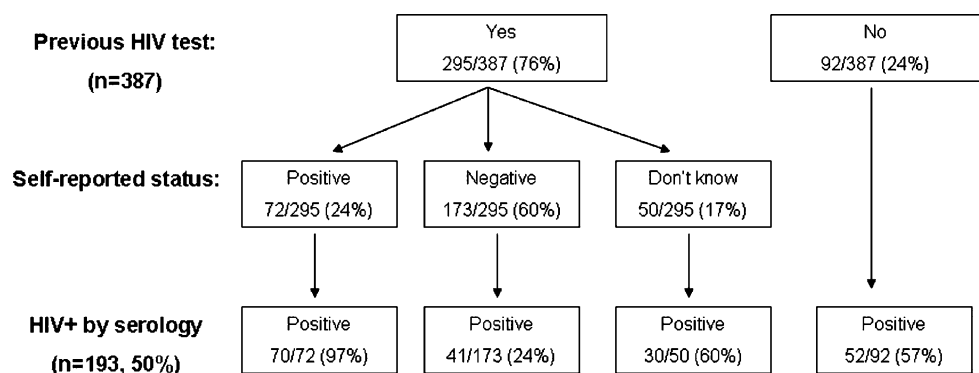 Previous HIV test:
(n=387)
Yes
295/387 (76%)
No
92/387 (24%)
Self-reported status:
Positive
72/295 (24%)
Negative
173/295 (60%)
Don't know
50/295 (17%)
HIV+ by serology
(n=193, 50%)
Positive
70/72 (97%)
Positive
41/173 (24%)
Positive
30/50 (60%)
Positive
52/92 (57%)